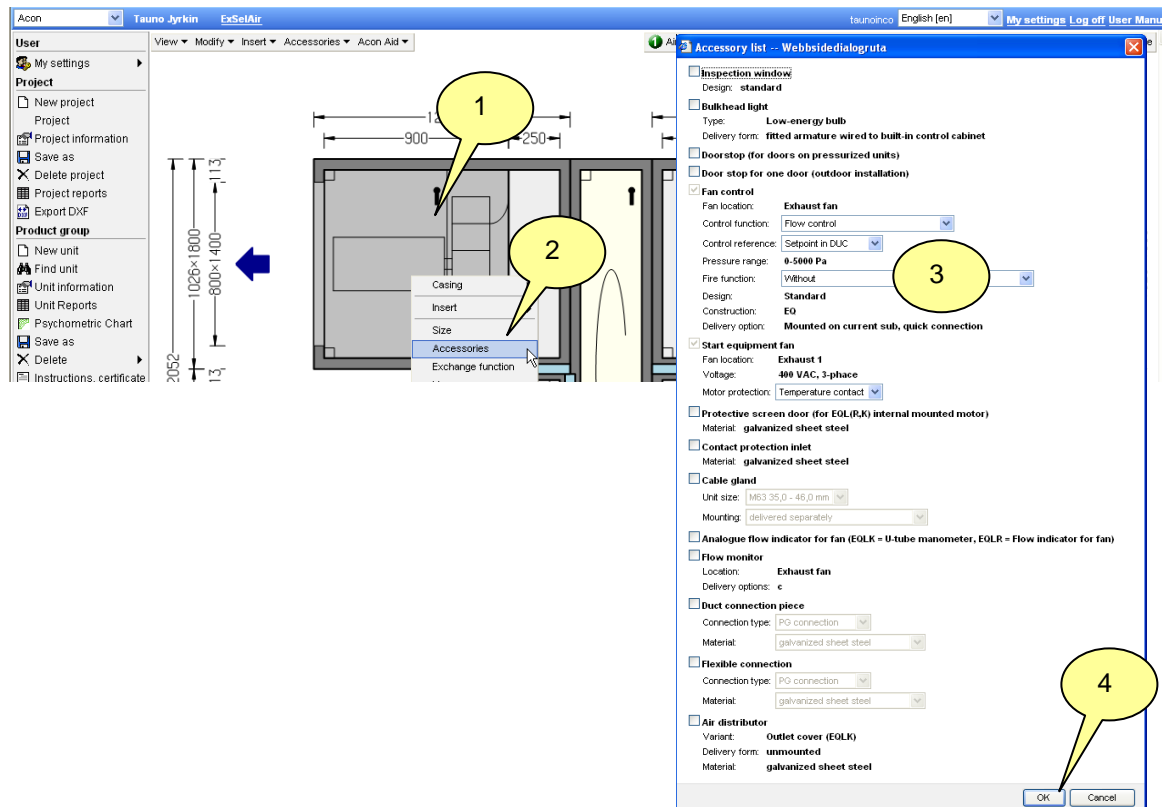 Acon Tauno Jyrkin ExSelAir taunoinco English [en] My settings Log off User Manu
User
My settings
Project
New project
Project
Project information
Save as
Delete project
Project reports
Export DXF
Product group
New unit
Find unit
Unit information
Unit Reports
Psychometric Chart
Save as
Delete
Instructions, certificate
View Modify Insert Accessories Acon Aid
1
1
900
250
113
1026×1800
800×1400
2052
113
1
2
Casing
Insert
Size
Accessories
Exchange function
Accessory list -- Webbsidedialogruta
Inspection window
Design: standard
Bulkhead light
Type: Low-energy bulb
Delivery form: fitted armature wired to built-in control cabinet
Doorstop (for doors on pressurized units)
Door stop for one door (outdoor installation)
Fan control
Fan location: Exhaust fan
Control function: Flow control
Control reference: Setpoint in DUC
Pressure range: 0-5000 Pa
Fire function: Without
3
Design: Standard
Construction: EQ
Delivery option: Mounted on current sub, quick connection
Start equipment fan
Fan location: Exhaust 1
Voltage: 400 VAC, 3-phace
Motor protection: Temperature contact
Protective screen door (for EQL(R,K) internal mounted motor)
Material: galvanized sheet steel
Contact protection inlet
Material: galvanized sheet steel
Cable gland
Unit size: M63 35,0 - 46,0 mm
Mounting: delivered separately
Analogue flow indicator for fan (EQLK = U-tube manometer, EQLR = Flow indicator for fan)
Flow monitor
Location: Exhaust fan
Delivery options: c
Duct connection piece
Connection type: PG connection
Material: galvanized sheet steel
Flexible connection
Connection type: PG connection
Material: galvanized sheet steel
4
Air distributor
Variant: Outlet cover (EQLK)
Delivery form: unmounted
Material: galvanized sheet steel
OK Cancel